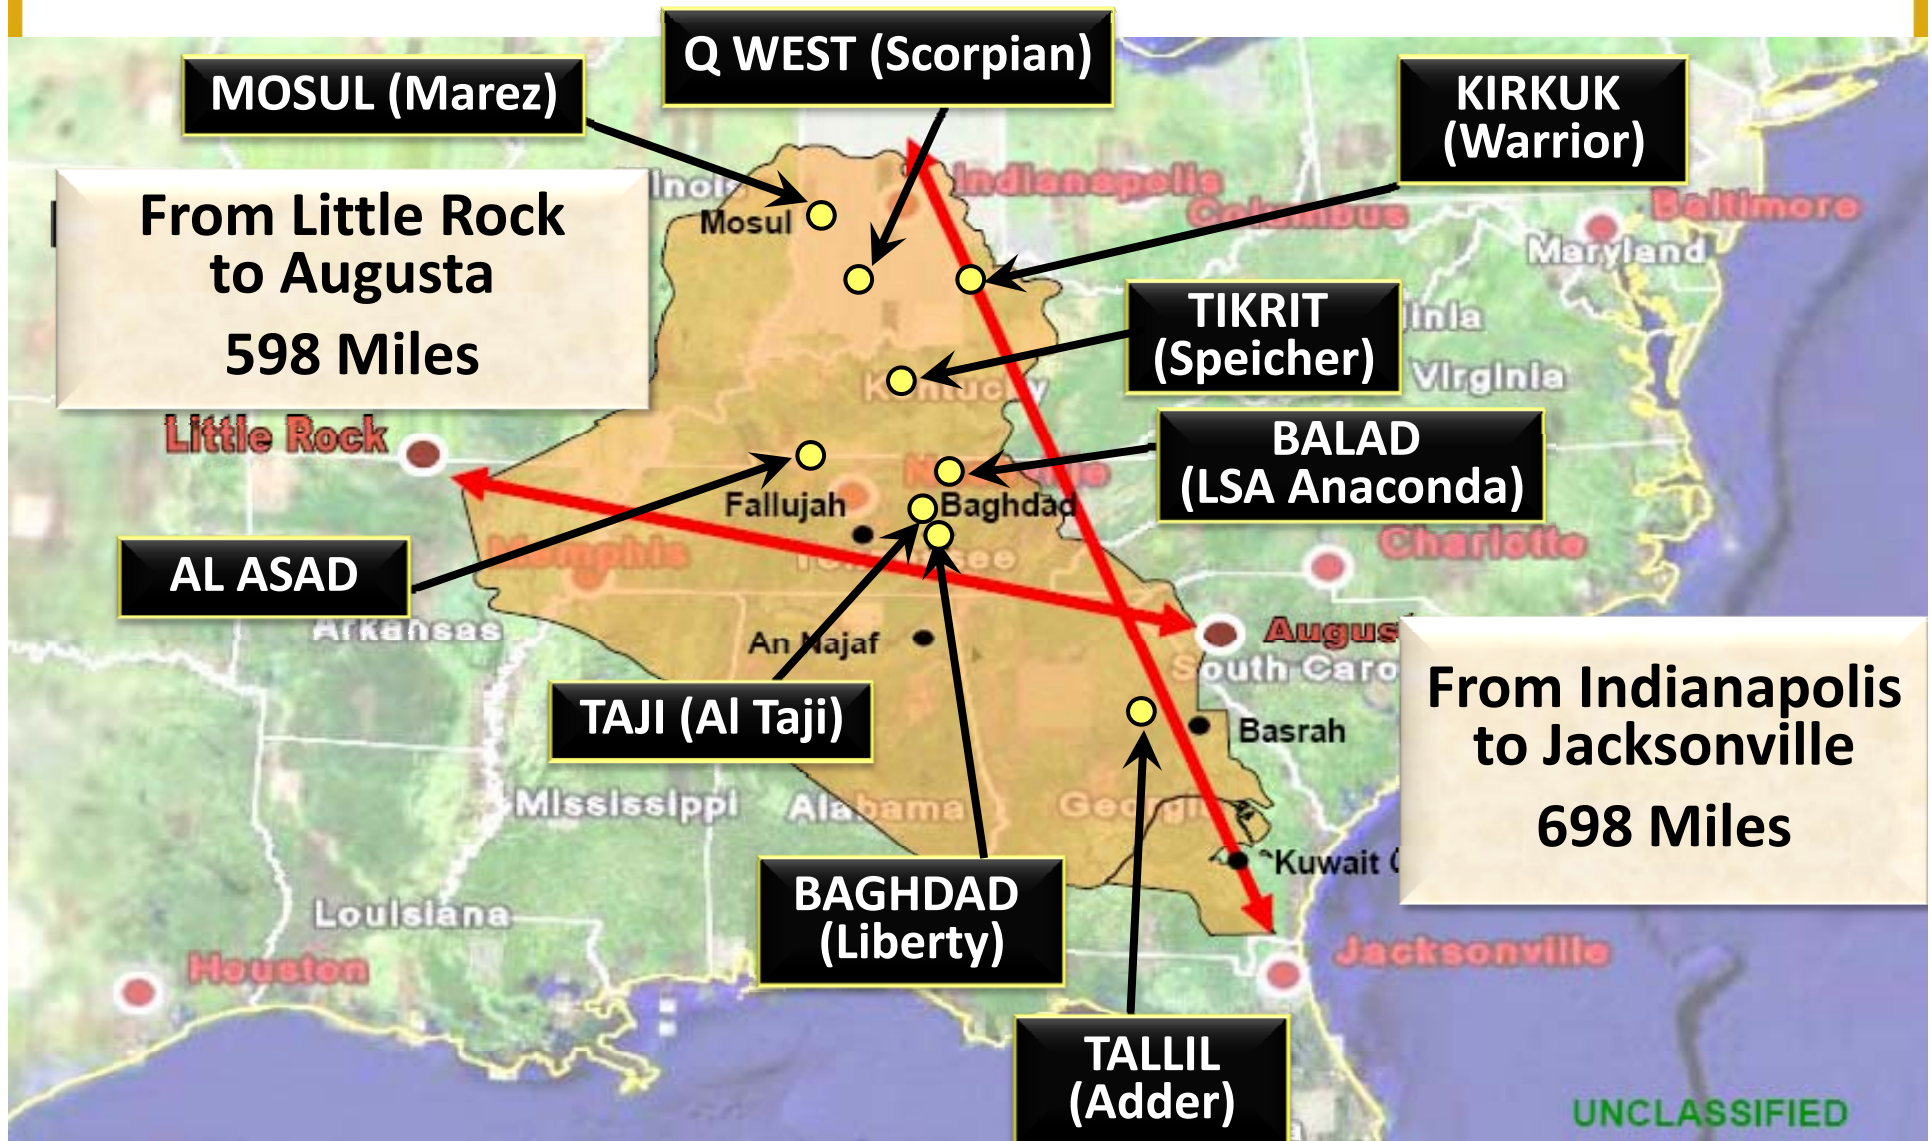 Q WEST (Scorpian)
MOSUL (Marez)
KIRKUK
(Warrior)
Indianapolis
Columbus
Baltimore
Maryland
Mosul
From Little Rock
to Augusta
598 Miles
TIKRIT
(Speicher)
Virginia
Kentucky
Little Rock
BALAD
(LSA Anaconda)
Fallujah
Baghdad
Memphis
Charlotte
AL ASAD
Arkansas
An Najaf
South Caro
TAJI (Al Taji)
Basrah
From Indianapolis
to Jacksonville
698 Miles
Mississippi
Alabama
Georgia
Kuwait
BAGHDAD
(Liberty)
Louisiana
Houston
Jacksonville
TALLIL
(Adder)
UNCLASSIFIED